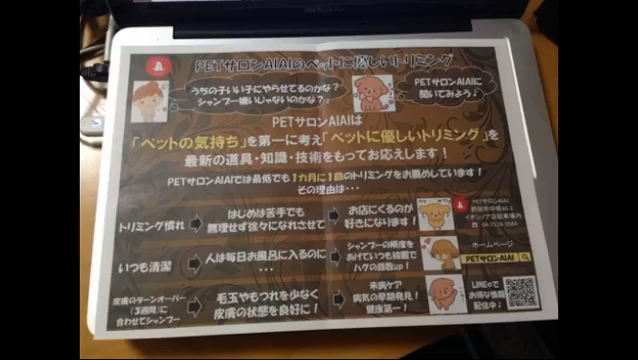 PETサロンAIAIのペットに優しいトリミング
うちの子いい子にやらせてるのかな?
シャンプー嫌いじゃないのかな?
PETサロンAIAIに
聞いてみよう♪
PETサロンAIAIは
「ペットの気持ち」を第一に考え「ペットに優しいトリミング」を
最新の道具・知識・技術をもってお応えします!
PETサロンAIAIでは最低でも1カ月に1回のトリミングをお薦めしています!
その理由は・・・
トリミング慣れ
はじめは苦手でも
無理せず徐々になれさせて
お店にくるのが
好きになります!
PETサロンAIAI
いつも清潔
人は毎日お風呂に入るのに
・・・
シャンプーの頻度を
あげていつも綺麗で
ハグの回数up!
ホームページ
PETサロンAIAI
皮膚のターンオーバー
(3週間)に
合わせてシャンプー
毛玉やもつれを少なく
皮膚の状態を良好に!
未病ケア
病気の早期発見!
健康第一!
LINE@で
お得な情報
配信中♪